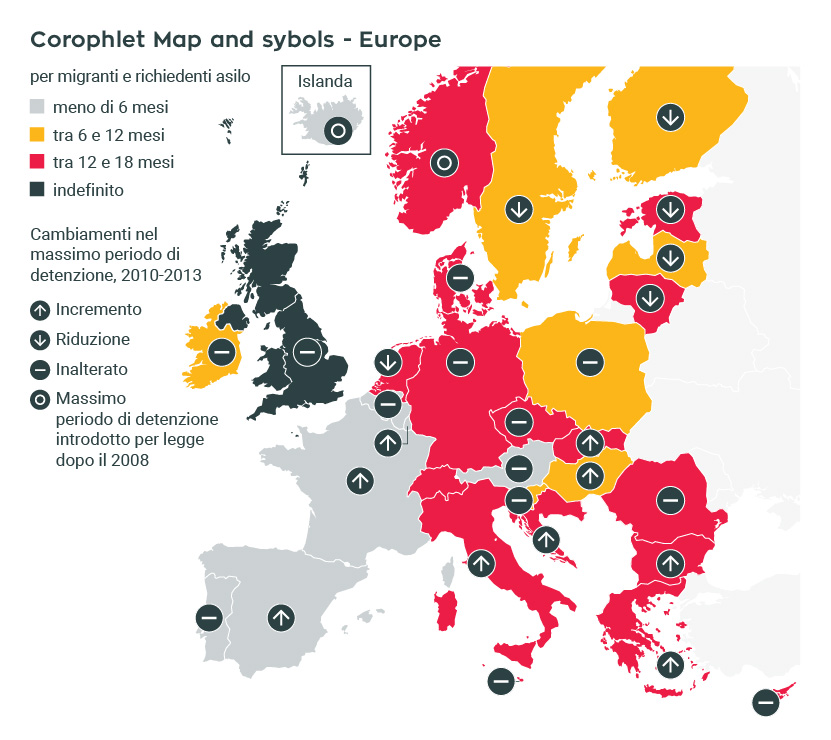 Corophlet Map and sybols - Europe
per migranti e richiedenti asilo
meno di 6 mesi
tra 6 e 12 mesi
tra 12 e 18 mesi
indefinito
Cambiamenti nel
massimo periodo di
detenzione, 2010-2013
Incremento
Riduzione
Inalterato
Massimo
periodo di detenzione
introdotto per legge
dopo il 2008
Islanda